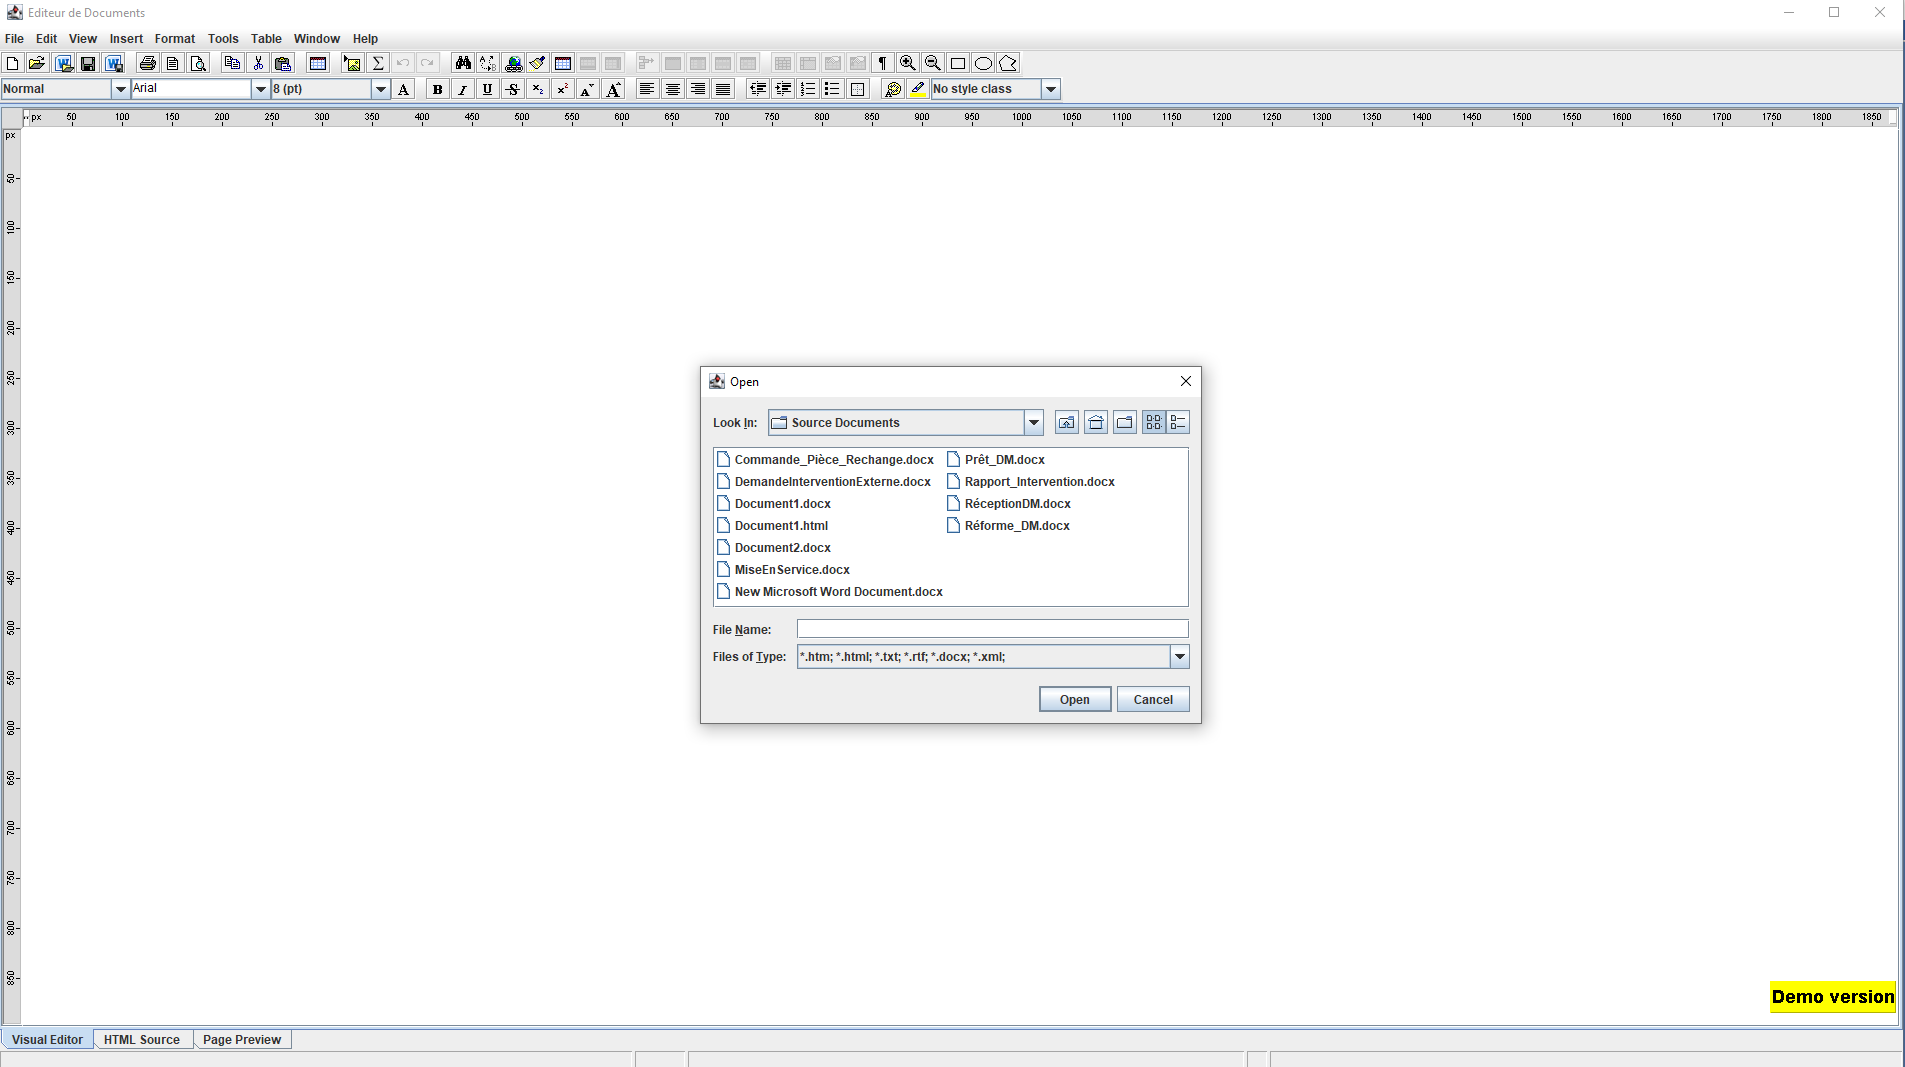 Editeur de Documents
File Edit View Insert Format Tools Table Window Help
Normal Arial 8 (pt) A B I U S No style class
px 50 100 150 200 250 300 350 400 450 500 550 600 650 700 750 800 850 900 950 1000 1050 1100 1150 1200 1250 1300 1350 1400 1450 1500 1550 1600 1650 1700 1750 1800 1850
px
50
100
150
200
250
300
350
400
450
500
550
600
650
700
750
800
850
Open
Look In: Source Documents
Commande_Pièce_Rechange.docx
DemandeInterventionExterne.docx
Document1.docx
Document1.html
Document2.docx
MiseEnService.docx
New Microsoft Word Document.docx
Prêt_DM.docx
Rapport_Intervention.docx
RéceptionDM.docx
Réforme_DM.docx
File Name:
Files of Type: *.htm; *.html; *.txt; *.rtf; *.docx; *.xml;
Open Cancel
Demo version
Visual Editor HTML Source Page Preview